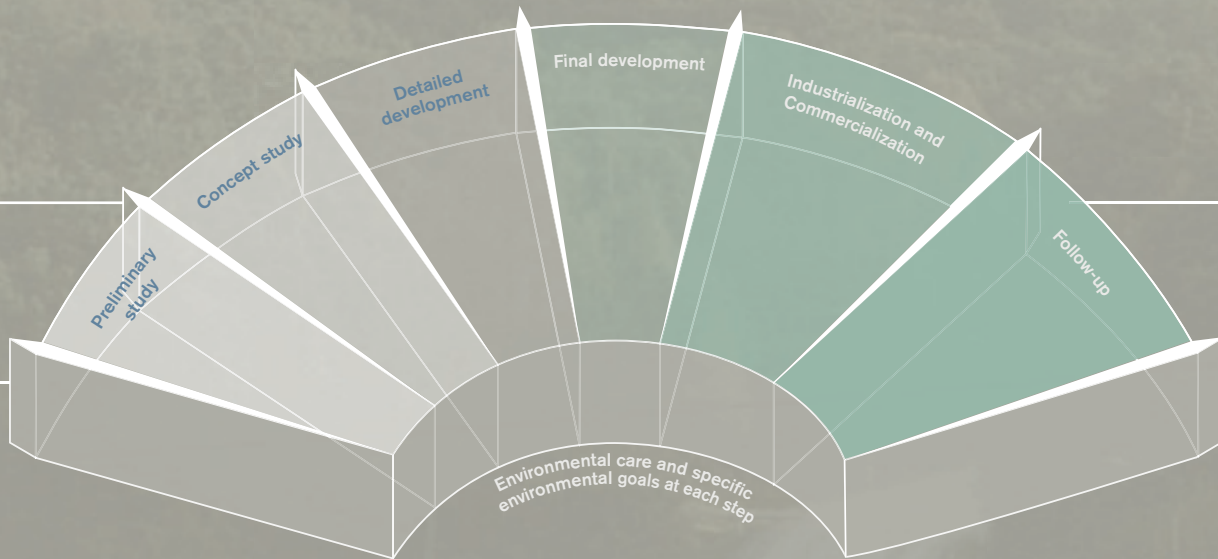 Preliminary
study
Concept study
Detailed
development
Final development
Industrialization and
Commercialization
Follow-up
Environmental care and specific
environmental goals at each step